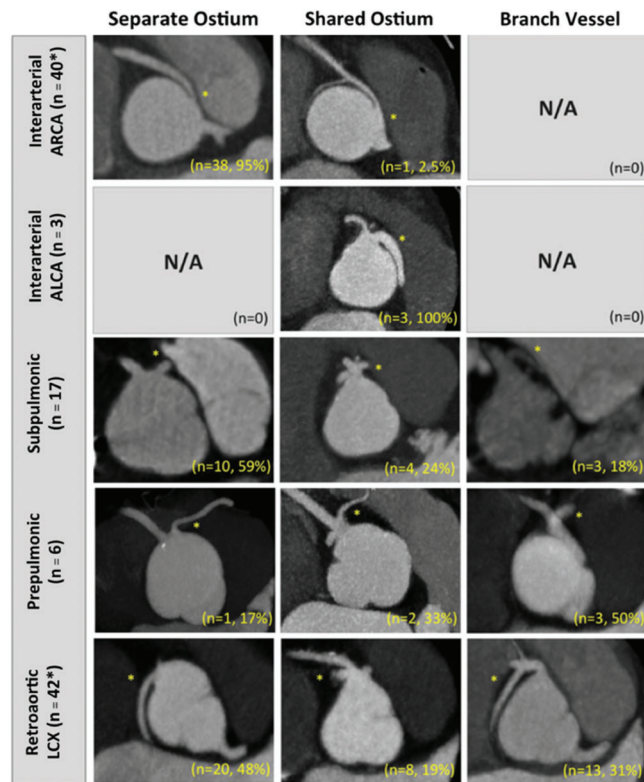 Separate Ostium
Shared Ostium
Branch Vessel
Interarterial
ARCA (n = 40*)
*
(n=38, 95%)
*
(n=1, 2.5%)
N/A
(n=0)
Interarterial
ALCA (n = 3)
N/A
(n=0)
*
(n=3, 100%)
N/A
(n=0)
Subpulmonic
(n = 17)
*
(n=10, 59%)
*
(n=4, 24%)
*
(n=3, 18%)
Prepulmonic
(n = 6)
*
(n=1, 17%)
*
(n=2, 33%)
*
(n=3, 50%)
Retroaortic
LCX (n = 42*)
*
(n=20, 48%)
*
(n=8, 19%)
*
(n=13, 31%)